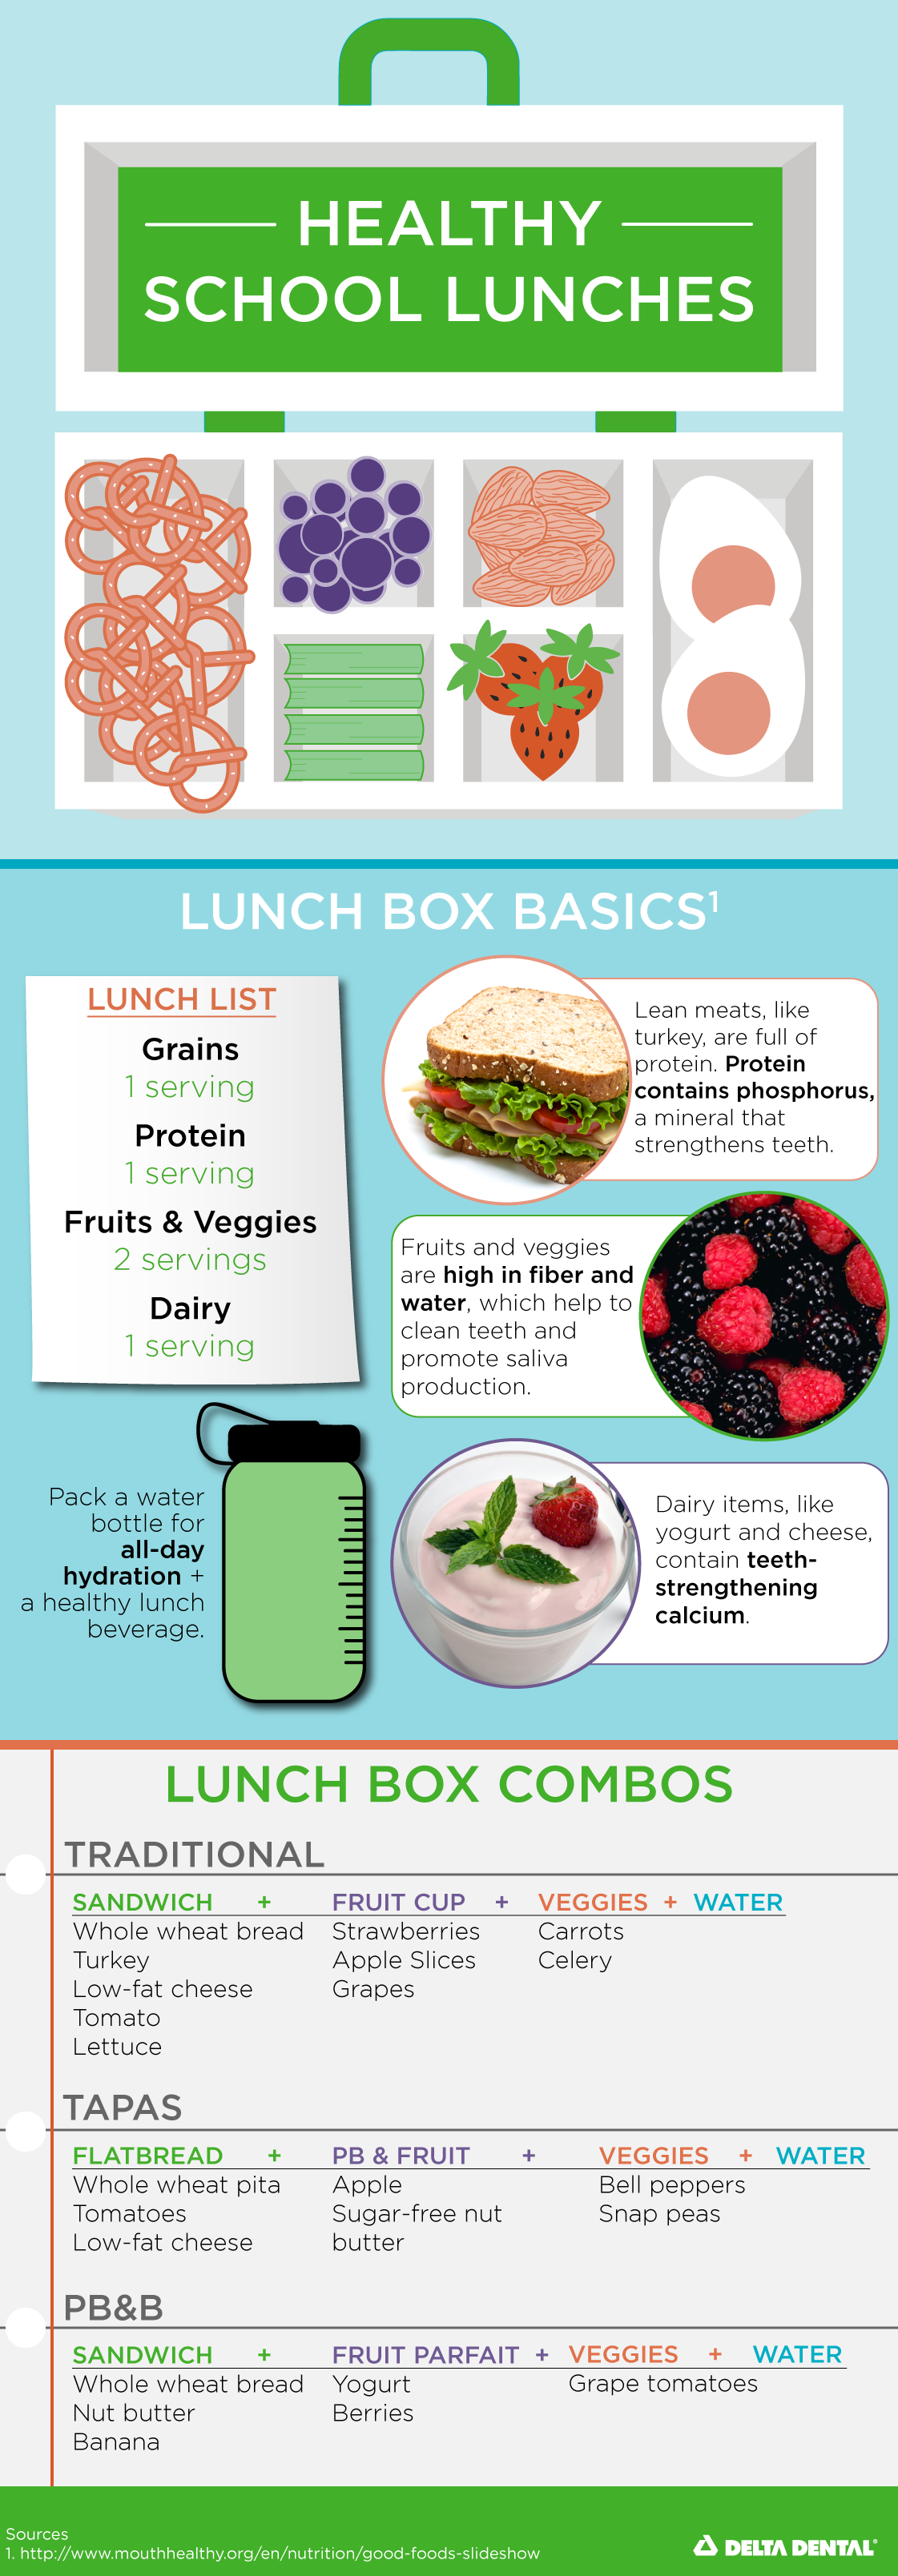 HEALTHY
SCHOOL LUNCHES
LUNCH BOX BASICS¹
LUNCH LIST
Grains
1 serving
Protein
1 serving
Fruits & Veggies
2 servings
Dairy
1 serving
Lean meats, like
turkey, are full of
protein. Protein
contains phosphorus,
a mineral that
strengthens teeth.
Fruits and veggies
are high in fiber and
water, which help to
clean teeth and
promote saliva
production.
Pack a water
bottle for
all-day
hydration +
a healthy lunch
beverage.
Dairy items, like
yogurt and cheese,
contain teeth-
strengthening
calcium.
LUNCH BOX COMBOS
TRADITIONAL
SANDWICH + FRUIT CUP + VEGGIES + WATER
Whole wheat bread Strawberries Carrots
Turkey Apple Slices Celery
Low-fat cheese Grapes
Tomato
Lettuce
TAPAS
FLATBREAD + PB & FRUIT + VEGGIES + WATER
Whole wheat pita Apple Bell peppers
Tomatoes Sugar-free nut Snap peas
Low-fat cheese butter
PB&B
SANDWICH + FRUIT PARFAIT + VEGGIES + WATER
Whole wheat bread Yogurt Grape tomatoes
Nut butter Berries
Banana
Sources
1. http://www.mouthhealthy.org/en/nutrition/good-foods-slideshow
DELTA DENTAL®